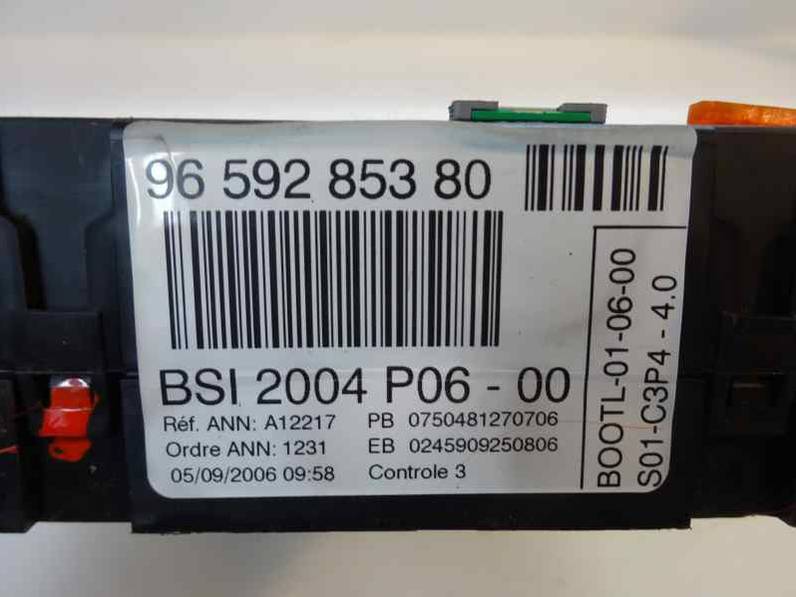 96 592 853 80
BSI 2004 P06 - 00
Réf. ANN: A12217 PB 0750481270706
Ordre ANN: 1231 EB 0245909250806
05/09/2006 09:58 Controle 3
BOOTL-01-06-00
S01-C3P4 - 4.0